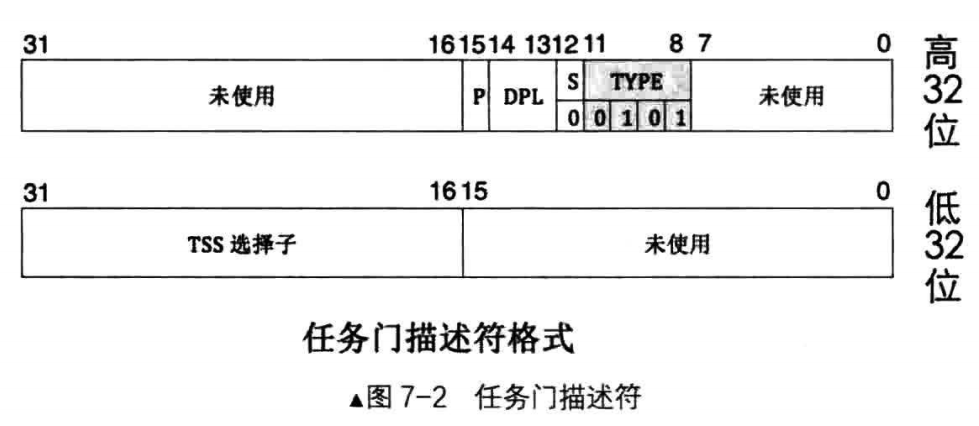 31 16 15 14 13 12 11 8 7 0
未使用 P DPL S TYPE 未使用
0 0 1 0 1
高32位
31 16 15 0
TSS 选择子 未使用
低32位
任务门描述符格式
▲图 7-2 任务门描述符